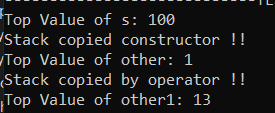 Top Value of s: 100
Stack copied constructor !!
Top Value of other: 1
Stack copied by operator !!
Top Value of other1: 13